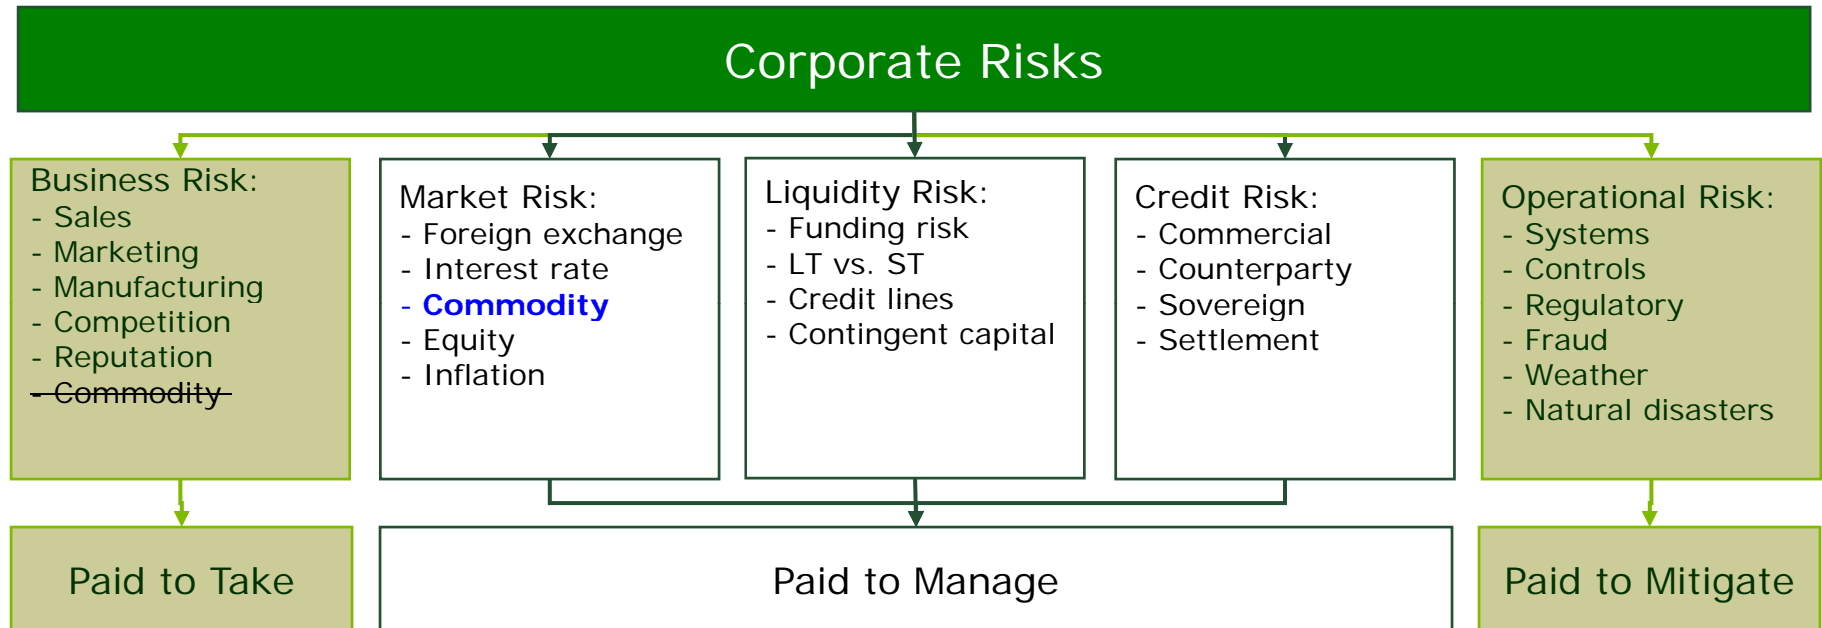 Corporate Risks
Business Risk:
- Sales
- Marketing
- Manufacturing
- Competition
- Reputation
- Commodity
Market Risk:
- Foreign exchange
- Interest rate
- Commodity
- Equity
- Inflation
Liquidity Risk:
- Funding risk
- LT vs. ST
- Credit lines
- Contingent capital
Credit Risk:
- Commercial
- Counterparty
- Sovereign
- Settlement
Operational Risk:
- Systems
- Controls
- Regulatory
- Fraud
- Weather
- Natural disasters
Paid to Take
Paid to Manage
Paid to Mitigate